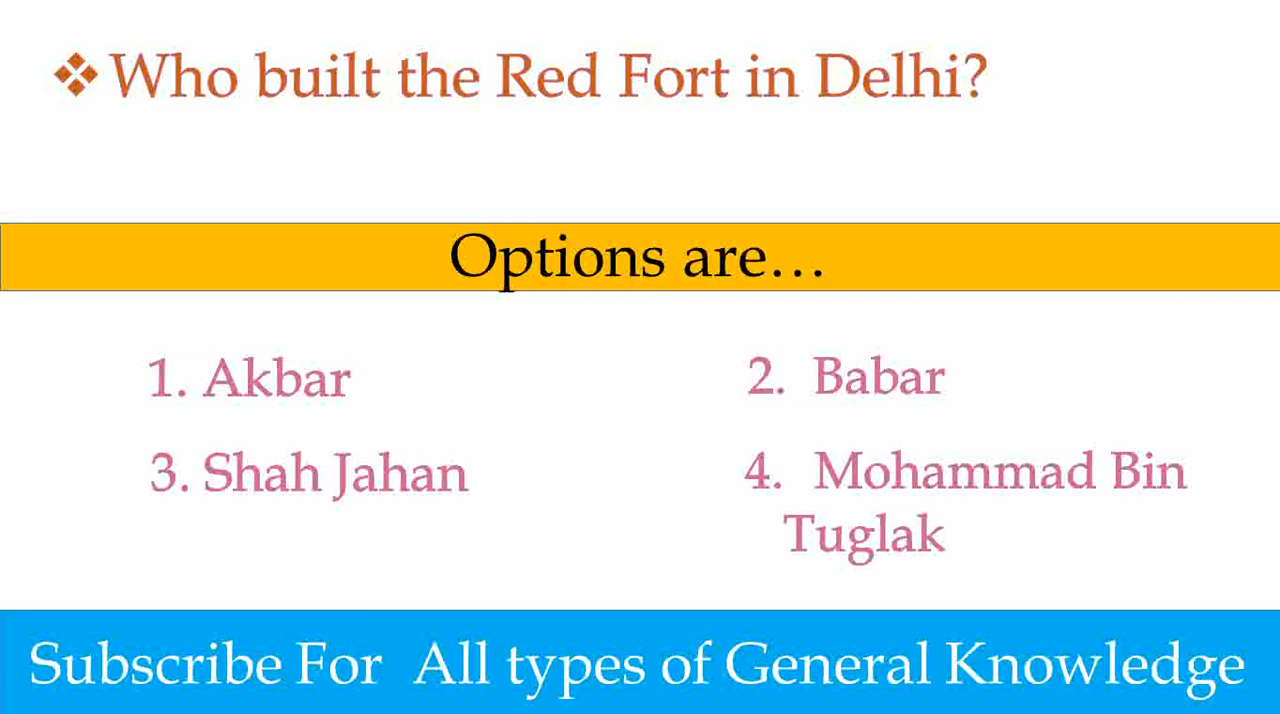 ❖ Who built the Red Fort in Delhi?
Options are...
1. Akbar
2. Babar
3. Shah Jahan
4. Mohammad Bin
Tuglak
Subscribe For All types of General Knowledge